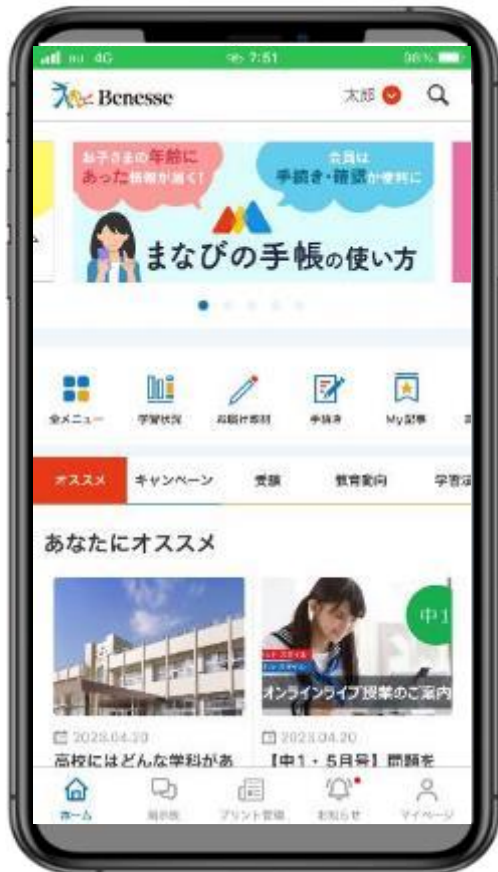 4G 7:51 98%
Benesse 太郎
お子さまの年齢に
あった情報が届く!
会員は
手続き・確認が便利に
まなびの手帳の使い方
全メニュー 学習状況 お届け教材 手続き My記事
オススメ キャンペーン 受験 教育動向 学習法
あなたにオススメ
中1
オンラインライブ授業のご案内
2023.04.20 2023.04.20
高校にはどんな学科があ 【中1・5月号】問題を
ホーム 掲示板 プリント管理 お知らせ マイページ